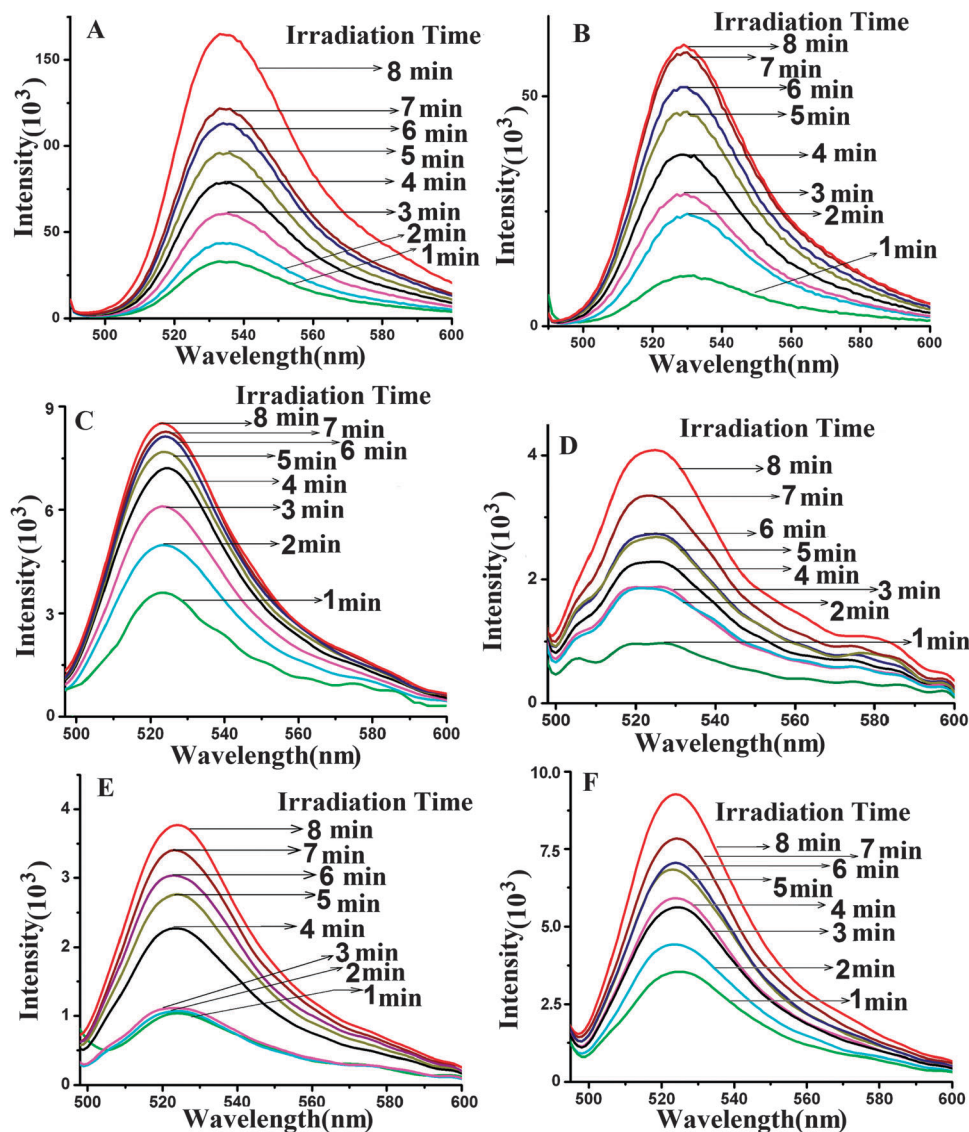 A
Irradiation Time
8 min
7 min
6 min
5 min
4 min
3 min
2 min
1 min
150
00
50
0
500 520 540 560 580 600
Intensity(10³)
Wavelength(nm)
B
Irradiation Time
8 min
7 min
6 min
5 min
4 min
3 min
2 min
1 min
50
25
0
500 520 540 560 580 600
Intensity(10³)
Wavelength(nm)
C
Irradiation Time
8 min
7 min
6 min
5 min
4 min
3 min
2 min
1 min
9
6
3
0
500 520 540 560 580 600
Intensity(10³)
Wavelength(nm)
D
Irradiation Time
8 min
7 min
6 min
5 min
4 min
3 min
2 min
1 min
4
2
0
500 520 540 560 580 600
Intensity(10³)
Wavelength(nm)
E
Irradiation Time
8 min
7 min
6 min
5 min
4 min
3 min
2 min
1 min
4
3
2
1
0
500 520 540 560 580 600
Intensity(10³)
Wavelength(nm)
F
Irradiation Time
8 min 7 min
6 min
5 min
4 min
3 min
2 min
1 min
10.0
7.5
5.0
2.5
0
500 520 540 560 580 600
Intensity(10³)
Wavelength(nm)